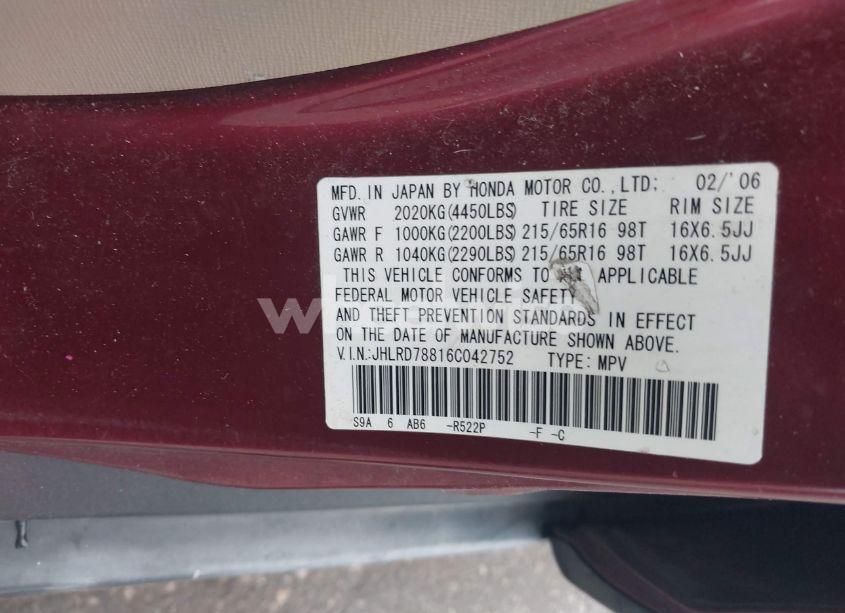 MFD. IN JAPAN BY HONDA MOTOR CO., LTD: 02/'06
GVWR 2020KG(4450LBS) TIRE SIZE RIM SIZE
GAWR F 1000KG(2200LBS) 215/65R16 98T 16X6.5JJ
GAWR R 1040KG(2290LBS) 215/65R16 98T 16X6.5JJ
THIS VEHICLE CONFORMS TO APPLICABLE
FEDERAL MOTOR VEHICLE SAFETY
AND THEFT PREVENTION STANDARDS IN EFFECT
ON THE DATE OF MANUFACTURE SHOWN ABOVE.
V.I.N.:JHLRD78816C042752 TYPE: MPV
S9A 6 AB6 -R522P -F -C